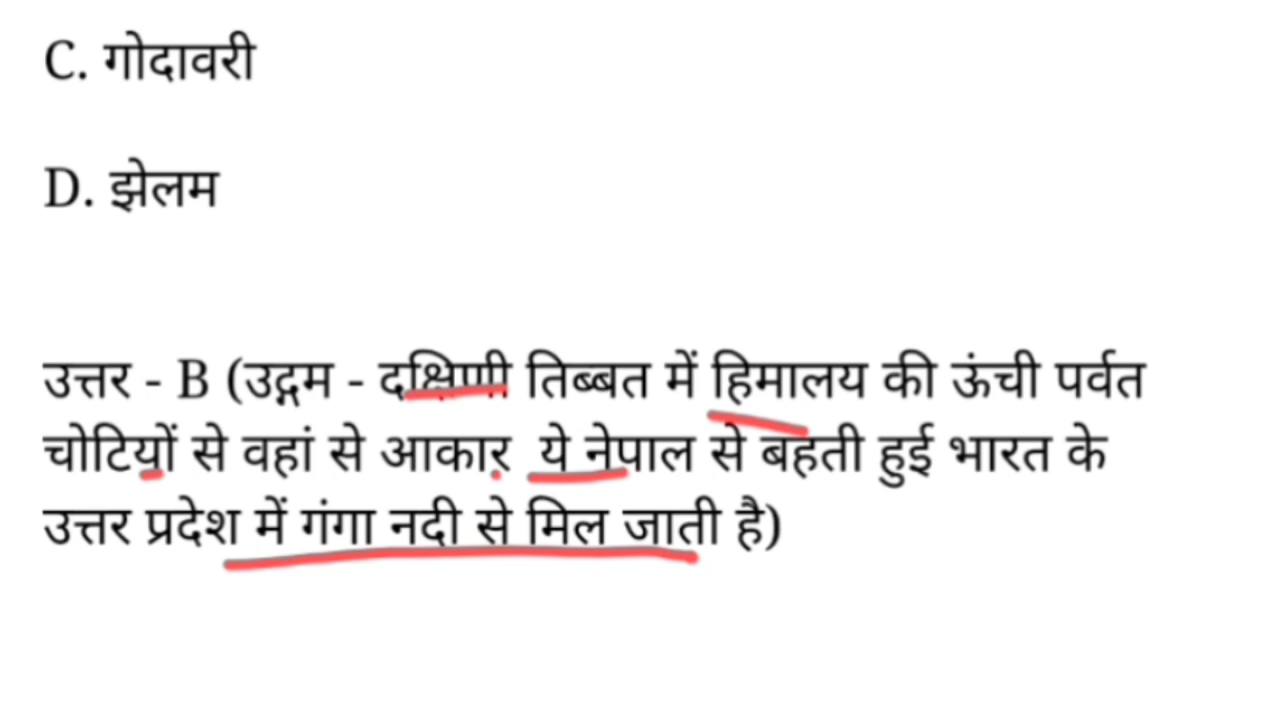 C. गोदावरी
D. झेलम
उत्तर - B (उद्गम - दक्षिणी तिब्बत में हिमालय की ऊंची पर्वत
चोटियों से वहां से आकार ये नेपाल से बहती हुई भारत के
उत्तर प्रदेश में गंगा नदी से मिल जाती है)